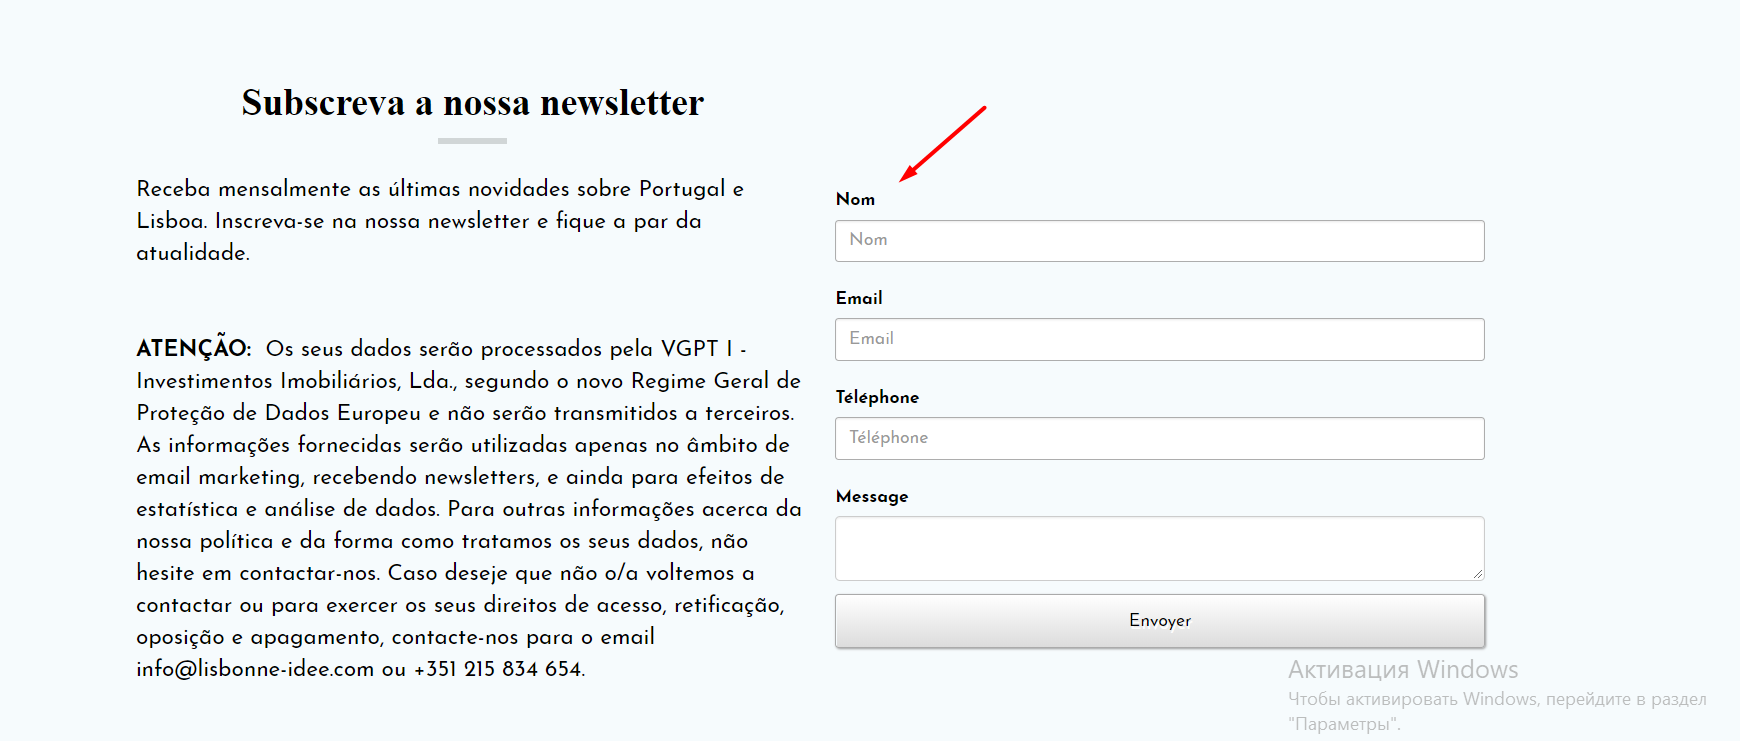 Subscreva a nossa newsletter
Receba mensalmente as últimas novidades sobre Portugal e
Lisboa. Inscreva-se na nossa newsletter e fique a par da
atualidade.
ATENÇÃO: Os seus dados serão processados pela VGPT I -
Investimentos Imobiliários, Lda., segundo o novo Regime Geral de
Proteção de Dados Europeu e não serão transmitidos a terceiros.
As informações fornecidas serão utilizadas apenas no âmbito de
email marketing, recebendo newsletters, e ainda para efeitos de
estatística e análise de dados. Para outras informações acerca da
nossa política e da forma como tratamos os seus dados, não
hesite em contactar-nos. Caso deseje que não o/a voltemos a
contactar ou para exercer os seus direitos de acesso, retificação,
oposição e apagamento, contacte-nos para o email
info@lisbonne-idee.com ou +351 215 834 654.
Nom
Nom
Email
Email
Téléphone
Téléphone
Message
Envoyer
Активация Windows
Чтобы активировать Windows, перейдите в раздел
"Параметры".